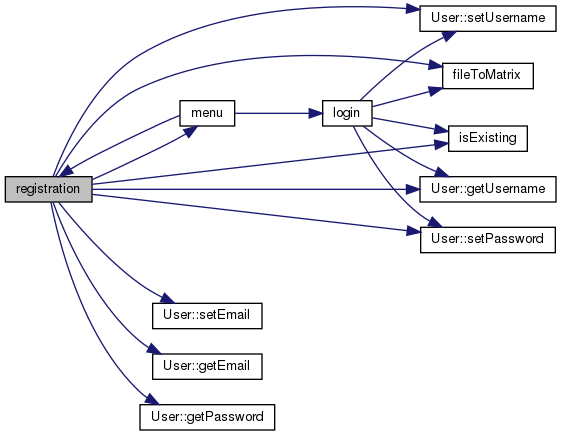 User::setUsername
fileToMatrix
menu
login
isExisting
registration
User::getUsername
User::setPassword
User::setEmail
User::getEmail
User::getPassword